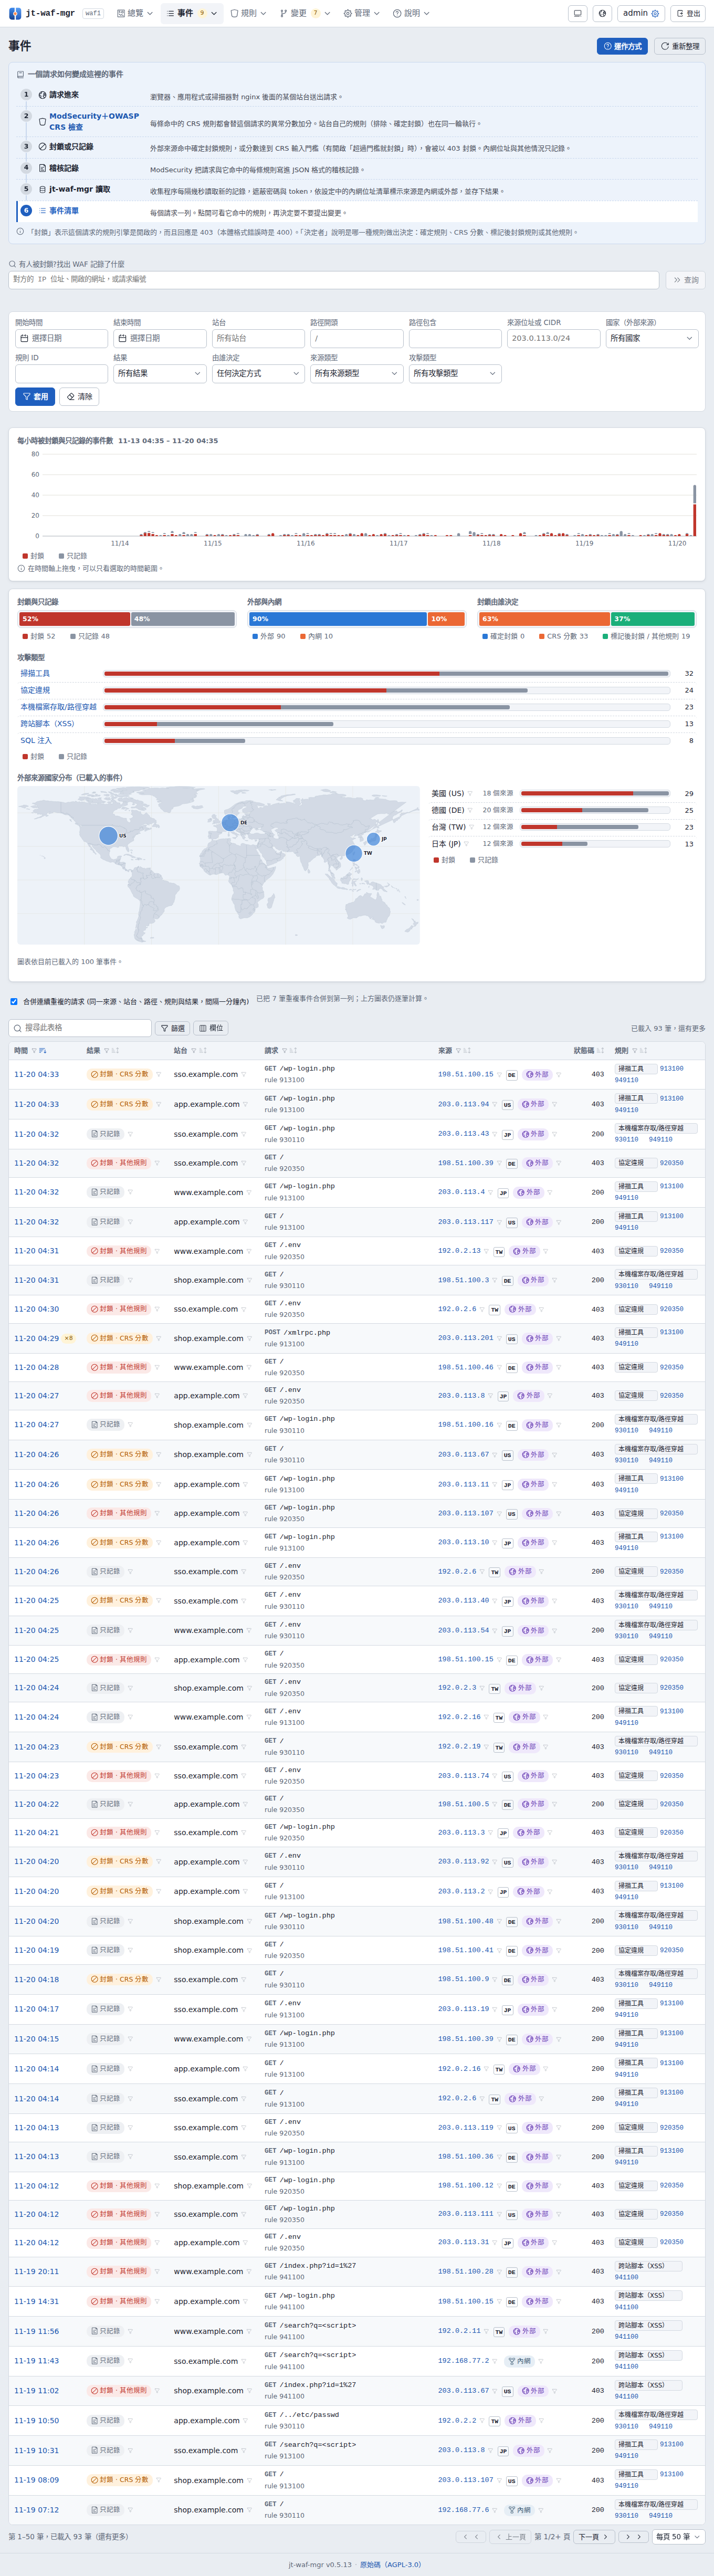 jt-waf-mgr waf1 總覽 事件 9 規則 變更 7 管理 說明 admin 登出
事件
運作方式 重新整理
一個請求如何變成這裡的事件
1 請求進來 瀏覽器、應用程式或掃描器對 nginx 後面的某個站台送出請求。
2 ModSecurity+OWASP CRS 檢查 每條命中的 CRS 規則都會替這個請求的異常分數加分。站台自己的規則（排除、確定封鎖）也在同一輪執行。
3 封鎖或只記錄 外部來源命中確定封鎖規則，或分數達到 CRS 輸入門檻（有開啟「超過門檻就封鎖」時），會被以 403 封鎖。內網位址與其他情況只記錄。
4 稽核記錄 ModSecurity 把請求與它命中的每條規則寫進 JSON 格式的稽核記錄。
5 jt-waf-mgr 讀取 收集程序每隔幾秒讀取新的記錄，遮蔽密碼與 token，依設定中的內網位址清單標示來源是內網或外部，並存下結果。
6 事件清單 每個請求一列。點開可看它命中的規則，再決定要不要提出變更。
「封鎖」表示這個請求的規則引擎是開啟的，而且回應是 403（本體格式錯誤時是 400）。「決定者」說明是哪一種規則做出決定：確定規則、CRS 分數、標記後封鎖規則或其他規則。
有人被封鎖?找出 WAF 記錄了什麼
對方的 IP 位址、開啟的網址，或請求編號
查詢
開始時間 結束時間 站台 路徑開頭 路徑包含 來源位址或 CIDR 國家（外部來源）
選擇日期 選擇日期 所有站台 / 203.0.113.0/24 所有國家
規則 ID 結果 由誰決定 來源類型 攻擊類型
所有結果 任何決定方式 所有來源類型 所有攻擊類型
套用 清除
每小時被封鎖與只記錄的事件數 11-13 04:35 – 11-20 04:35
80
60
40
20
0
11/14 11/15 11/16 11/17 11/18 11/19 11/20
封鎖 只記錄
在時間軸上拖曳，可以只看選取的時間範圍。
封鎖與只記錄 外部與內網 封鎖由誰決定
52% 48% 90% 10% 63% 37%
封鎖 52 只記錄 48 外部 90 內網 10 確定封鎖 0 CRS 分數 33 標記後封鎖 / 其他規則 19
攻擊類型
掃描工具 32
協定違規 24
本機檔案存取/路徑穿越 23
跨站腳本（XSS） 13
SQL 注入 8
封鎖 只記錄
外部來源國家分布（已載入的事件）
US DE JP TW
美國 (US) 18 個來源 29
德國 (DE) 20 個來源 25
台灣 (TW) 12 個來源 23
日本 (JP) 12 個來源 13
封鎖 只記錄
圖表依目前已載入的 100 筆事件。
合併連續重複的請求 (同一來源、站台、路徑、規則與結果，間隔一分鐘內) 已把 7 筆重複事件合併到第一列；上方圖表仍逐筆計算。
搜尋此表格 篩選 欄位 已載入 93 筆，還有更多
時間 結果 站台 請求 來源 狀態碼 規則
11-20 04:33 封鎖 · CRS 分數 sso.example.com GET /wp-login.php rule 913100 198.51.100.15 DE 外部 403 掃描工具 913100 949110
11-20 04:33 封鎖 · CRS 分數 app.example.com GET /wp-login.php rule 913100 203.0.113.94 US 外部 403 掃描工具 913100 949110
11-20 04:32 只記錄 sso.example.com GET /wp-login.php rule 930110 203.0.113.43 JP 外部 200 本機檔案存取/路徑穿越 930110 949110
11-20 04:32 封鎖 · 其他規則 sso.example.com GET / rule 920350 198.51.100.39 DE 外部 403 協定違規 920350
11-20 04:32 只記錄 www.example.com GET /wp-login.php rule 913100 203.0.113.4 JP 外部 200 掃描工具 913100 949110
11-20 04:32 只記錄 app.example.com GET / rule 913100 203.0.113.117 US 外部 200 掃描工具 913100 949110
11-20 04:31 封鎖 · 其他規則 www.example.com GET /.env rule 920350 192.0.2.13 TW 外部 403 協定違規 920350
11-20 04:31 只記錄 shop.example.com GET / rule 930110 198.51.100.3 DE 外部 200 本機檔案存取/路徑穿越 930110 949110
11-20 04:30 封鎖 · 其他規則 sso.example.com GET /.env rule 920350 192.0.2.6 TW 外部 403 協定違規 920350
11-20 04:29 ×8 封鎖 · CRS 分數 shop.example.com POST /xmlrpc.php rule 913100 203.0.113.201 US 外部 403 掃描工具 913100 949110
11-20 04:28 封鎖 · 其他規則 www.example.com GET / rule 920350 198.51.100.46 DE 外部 403 協定違規 920350
11-20 04:27 封鎖 · 其他規則 app.example.com GET /.env rule 920350 203.0.113.8 JP 外部 403 協定違規 920350
11-20 04:27 只記錄 shop.example.com GET /wp-login.php rule 930110 198.51.100.16 DE 外部 200 本機檔案存取/路徑穿越 930110 949110
11-20 04:26 封鎖 · CRS 分數 shop.example.com GET / rule 930110 203.0.113.67 US 外部 403 本機檔案存取/路徑穿越 930110 949110
11-20 04:26 封鎖 · CRS 分數 app.example.com GET /wp-login.php rule 913100 203.0.113.11 JP 外部 403 掃描工具 913100 949110
11-20 04:26 封鎖 · 其他規則 app.example.com GET /wp-login.php rule 920350 203.0.113.107 US 外部 403 協定違規 920350
11-20 04:26 封鎖 · CRS 分數 app.example.com GET /wp-login.php rule 913100 203.0.113.10 JP 外部 403 掃描工具 913100 949110
11-20 04:26 只記錄 sso.example.com GET /.env rule 920350 192.0.2.6 TW 外部 200 協定違規 920350
11-20 04:25 封鎖 · CRS 分數 sso.example.com GET /.env rule 930110 203.0.113.40 JP 外部 403 本機檔案存取/路徑穿越 930110 949110
11-20 04:25 只記錄 www.example.com GET /.env rule 930110 203.0.113.54 JP 外部 200 本機檔案存取/路徑穿越 930110 949110
11-20 04:25 封鎖 · 其他規則 app.example.com GET / rule 920350 198.51.100.15 DE 外部 403 協定違規 920350
11-20 04:24 只記錄 shop.example.com GET /.env rule 920350 192.0.2.3 TW 外部 200 協定違規 920350
11-20 04:24 只記錄 www.example.com GET /.env rule 913100 192.0.2.16 TW 外部 200 掃描工具 913100 949110
11-20 04:23 封鎖 · CRS 分數 sso.example.com GET / rule 930110 192.0.2.19 TW 外部 403 本機檔案存取/路徑穿越 930110 949110
11-20 04:23 封鎖 · 其他規則 sso.example.com GET /.env rule 920350 203.0.113.74 US 外部 403 協定違規 920350
11-20 04:22 只記錄 app.example.com GET / rule 920350 198.51.100.5 DE 外部 200 協定違規 920350
11-20 04:21 封鎖 · 其他規則 sso.example.com GET /wp-login.php rule 920350 203.0.113.3 JP 外部 403 協定違規 920350
11-20 04:20 封鎖 · CRS 分數 app.example.com GET /.env rule 930110 203.0.113.92 US 外部 403 本機檔案存取/路徑穿越 930110 949110
11-20 04:20 封鎖 · CRS 分數 app.example.com GET / rule 913100 203.0.113.2 JP 外部 403 掃描工具 913100 949110
11-20 04:20 只記錄 shop.example.com GET /wp-login.php rule 930110 198.51.100.48 DE 外部 200 本機檔案存取/路徑穿越 930110 949110
11-20 04:19 只記錄 shop.example.com GET / rule 920350 198.51.100.41 DE 外部 200 協定違規 920350
11-20 04:18 封鎖 · CRS 分數 sso.example.com GET / rule 930110 198.51.100.9 DE 外部 403 本機檔案存取/路徑穿越 930110 949110
11-20 04:17 只記錄 sso.example.com GET /.env rule 913100 203.0.113.19 JP 外部 200 掃描工具 913100 949110
11-20 04:15 只記錄 www.example.com GET /wp-login.php rule 913100 198.51.100.39 DE 外部 200 掃描工具 913100 949110
11-20 04:14 只記錄 app.example.com GET / rule 913100 192.0.2.16 TW 外部 200 掃描工具 913100 949110
11-20 04:14 只記錄 sso.example.com GET / rule 913100 192.0.2.6 TW 外部 200 掃描工具 913100 949110
11-20 04:13 只記錄 sso.example.com GET /.env rule 920350 203.0.113.119 US 外部 200 協定違規 920350
11-20 04:13 只記錄 sso.example.com GET /wp-login.php rule 913100 198.51.100.36 DE 外部 200 掃描工具 913100 949110
11-20 04:12 封鎖 · 其他規則 shop.example.com GET /wp-login.php rule 920350 198.51.100.12 DE 外部 403 協定違規 920350
11-20 04:12 封鎖 · 其他規則 sso.example.com GET /wp-login.php rule 920350 203.0.113.111 US 外部 403 協定違規 920350
11-20 04:12 封鎖 · 其他規則 app.example.com GET /.env rule 920350 203.0.113.31 JP 外部 403 協定違規 920350
11-19 20:11 封鎖 · 其他規則 www.example.com GET /index.php?id=1%27 rule 941100 198.51.100.28 DE 外部 403 跨站腳本（XSS） 941100
11-19 14:31 封鎖 · 其他規則 app.example.com GET /wp-login.php rule 941100 198.51.100.15 DE 外部 403 跨站腳本（XSS） 941100
11-19 11:56 只記錄 www.example.com GET /search?q=<script> rule 941100 192.0.2.11 TW 外部 200 跨站腳本（XSS） 941100
11-19 11:43 只記錄 sso.example.com GET /search?q=<script> rule 941100 192.168.77.2 內網 200 跨站腳本（XSS） 941100
11-19 11:02 封鎖 · 其他規則 shop.example.com GET /index.php?id=1%27 rule 941100 203.0.113.67 US 外部 403 跨站腳本（XSS） 941100
11-19 10:50 只記錄 app.example.com GET /../etc/passwd rule 930110 192.0.2.2 TW 外部 200 本機檔案存取/路徑穿越 930110 949110
11-19 10:31 只記錄 sso.example.com GET /search?q=<script> rule 913100 203.0.113.8 JP 外部 200 掃描工具 913100 949110
11-19 08:09 封鎖 · CRS 分數 shop.example.com GET / rule 913100 203.0.113.107 US 外部 403 掃描工具 913100 949110
11-19 07:12 只記錄 shop.example.com GET / rule 930110 192.168.77.6 內網 200 本機檔案存取/路徑穿越 930110 949110
第 1–50 筆，已載入 93 筆（還有更多） 上一頁 第 1/2+ 頁 下一頁 每頁 50 筆
jt-waf-mgr v0.5.13 · 原始碼（AGPL-3.0）